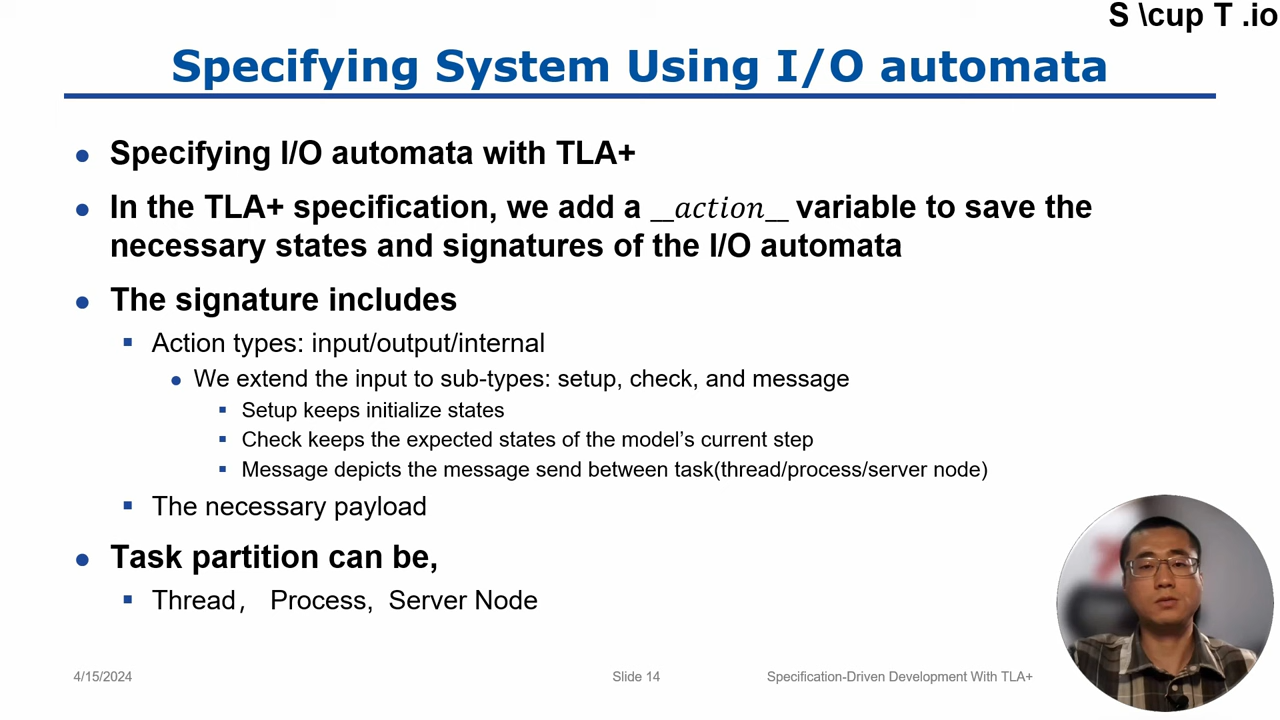 S \cup T .io
Specifying System Using I/O automata
Specifying I/O automata with TLA+
In the TLA+ specification, we add a __action__ variable to save the
necessary states and signatures of the I/O automata
The signature includes
Action types: input/output/internal
We extend the input to sub-types: setup, check, and message
Setup keeps initialize states
Check keeps the expected states of the model's current step
Message depicts the message send between task(thread/process/server node)
The necessary payload
Task partition can be,
Thread， Process, Server Node
4/15/2024
Slide 14
Specification-Driven Development With TLA+